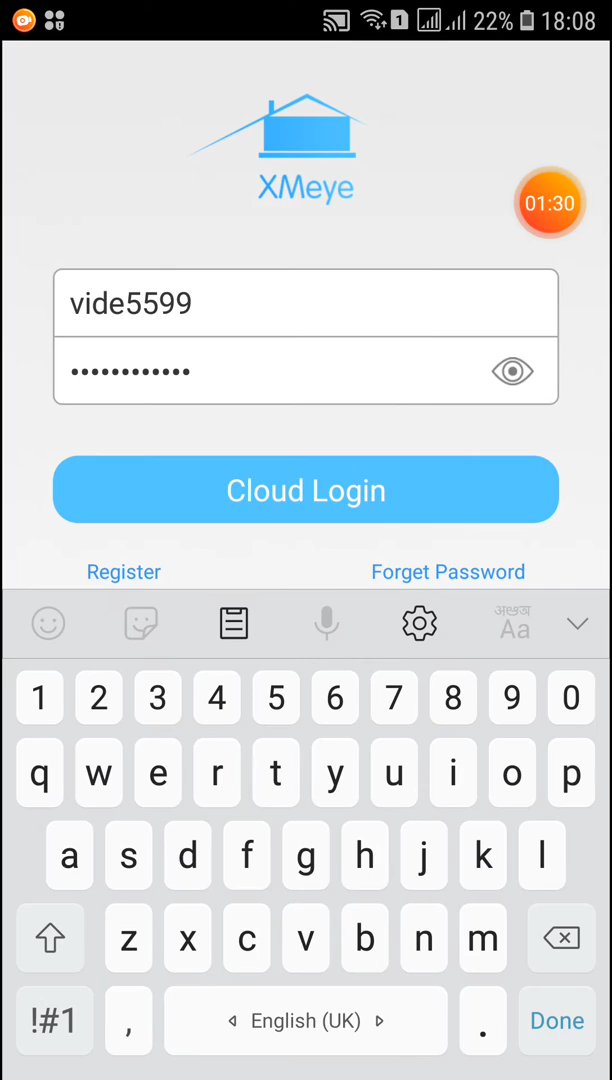 1 22% 18:08
XMeye
01:30
vide5599
••••••••••••
Cloud Login
Register Forget Password
Aa
1 2 3 4 5 6 7 8 9 0
q w e r t y u i o p
a s d f g h j k l
z x c v b n m
!#1 , English (UK) . Done